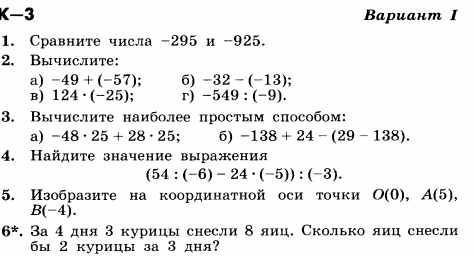 К—3 Вариант I
1. Сравните числа −295 и −925.
2. Вычислите:
а) −49 + (−57); б) −32 − (−13);
в) 124 · (−25); г) −549 : (−9).
3. Вычислите наиболее простым способом:
а) −48 · 25 + 28 · 25; б) −138 + 24 − (29 − 138).
4. Найдите значение выражения
(54 : (−6) − 24 · (−5)) : (−3).
5. Изобразите на координатной оси точки O(0), A(5),
B(−4).
6*. За 4 дня 3 курицы снесли 8 яиц. Сколько яиц снесли
бы 2 курицы за 3 дня?